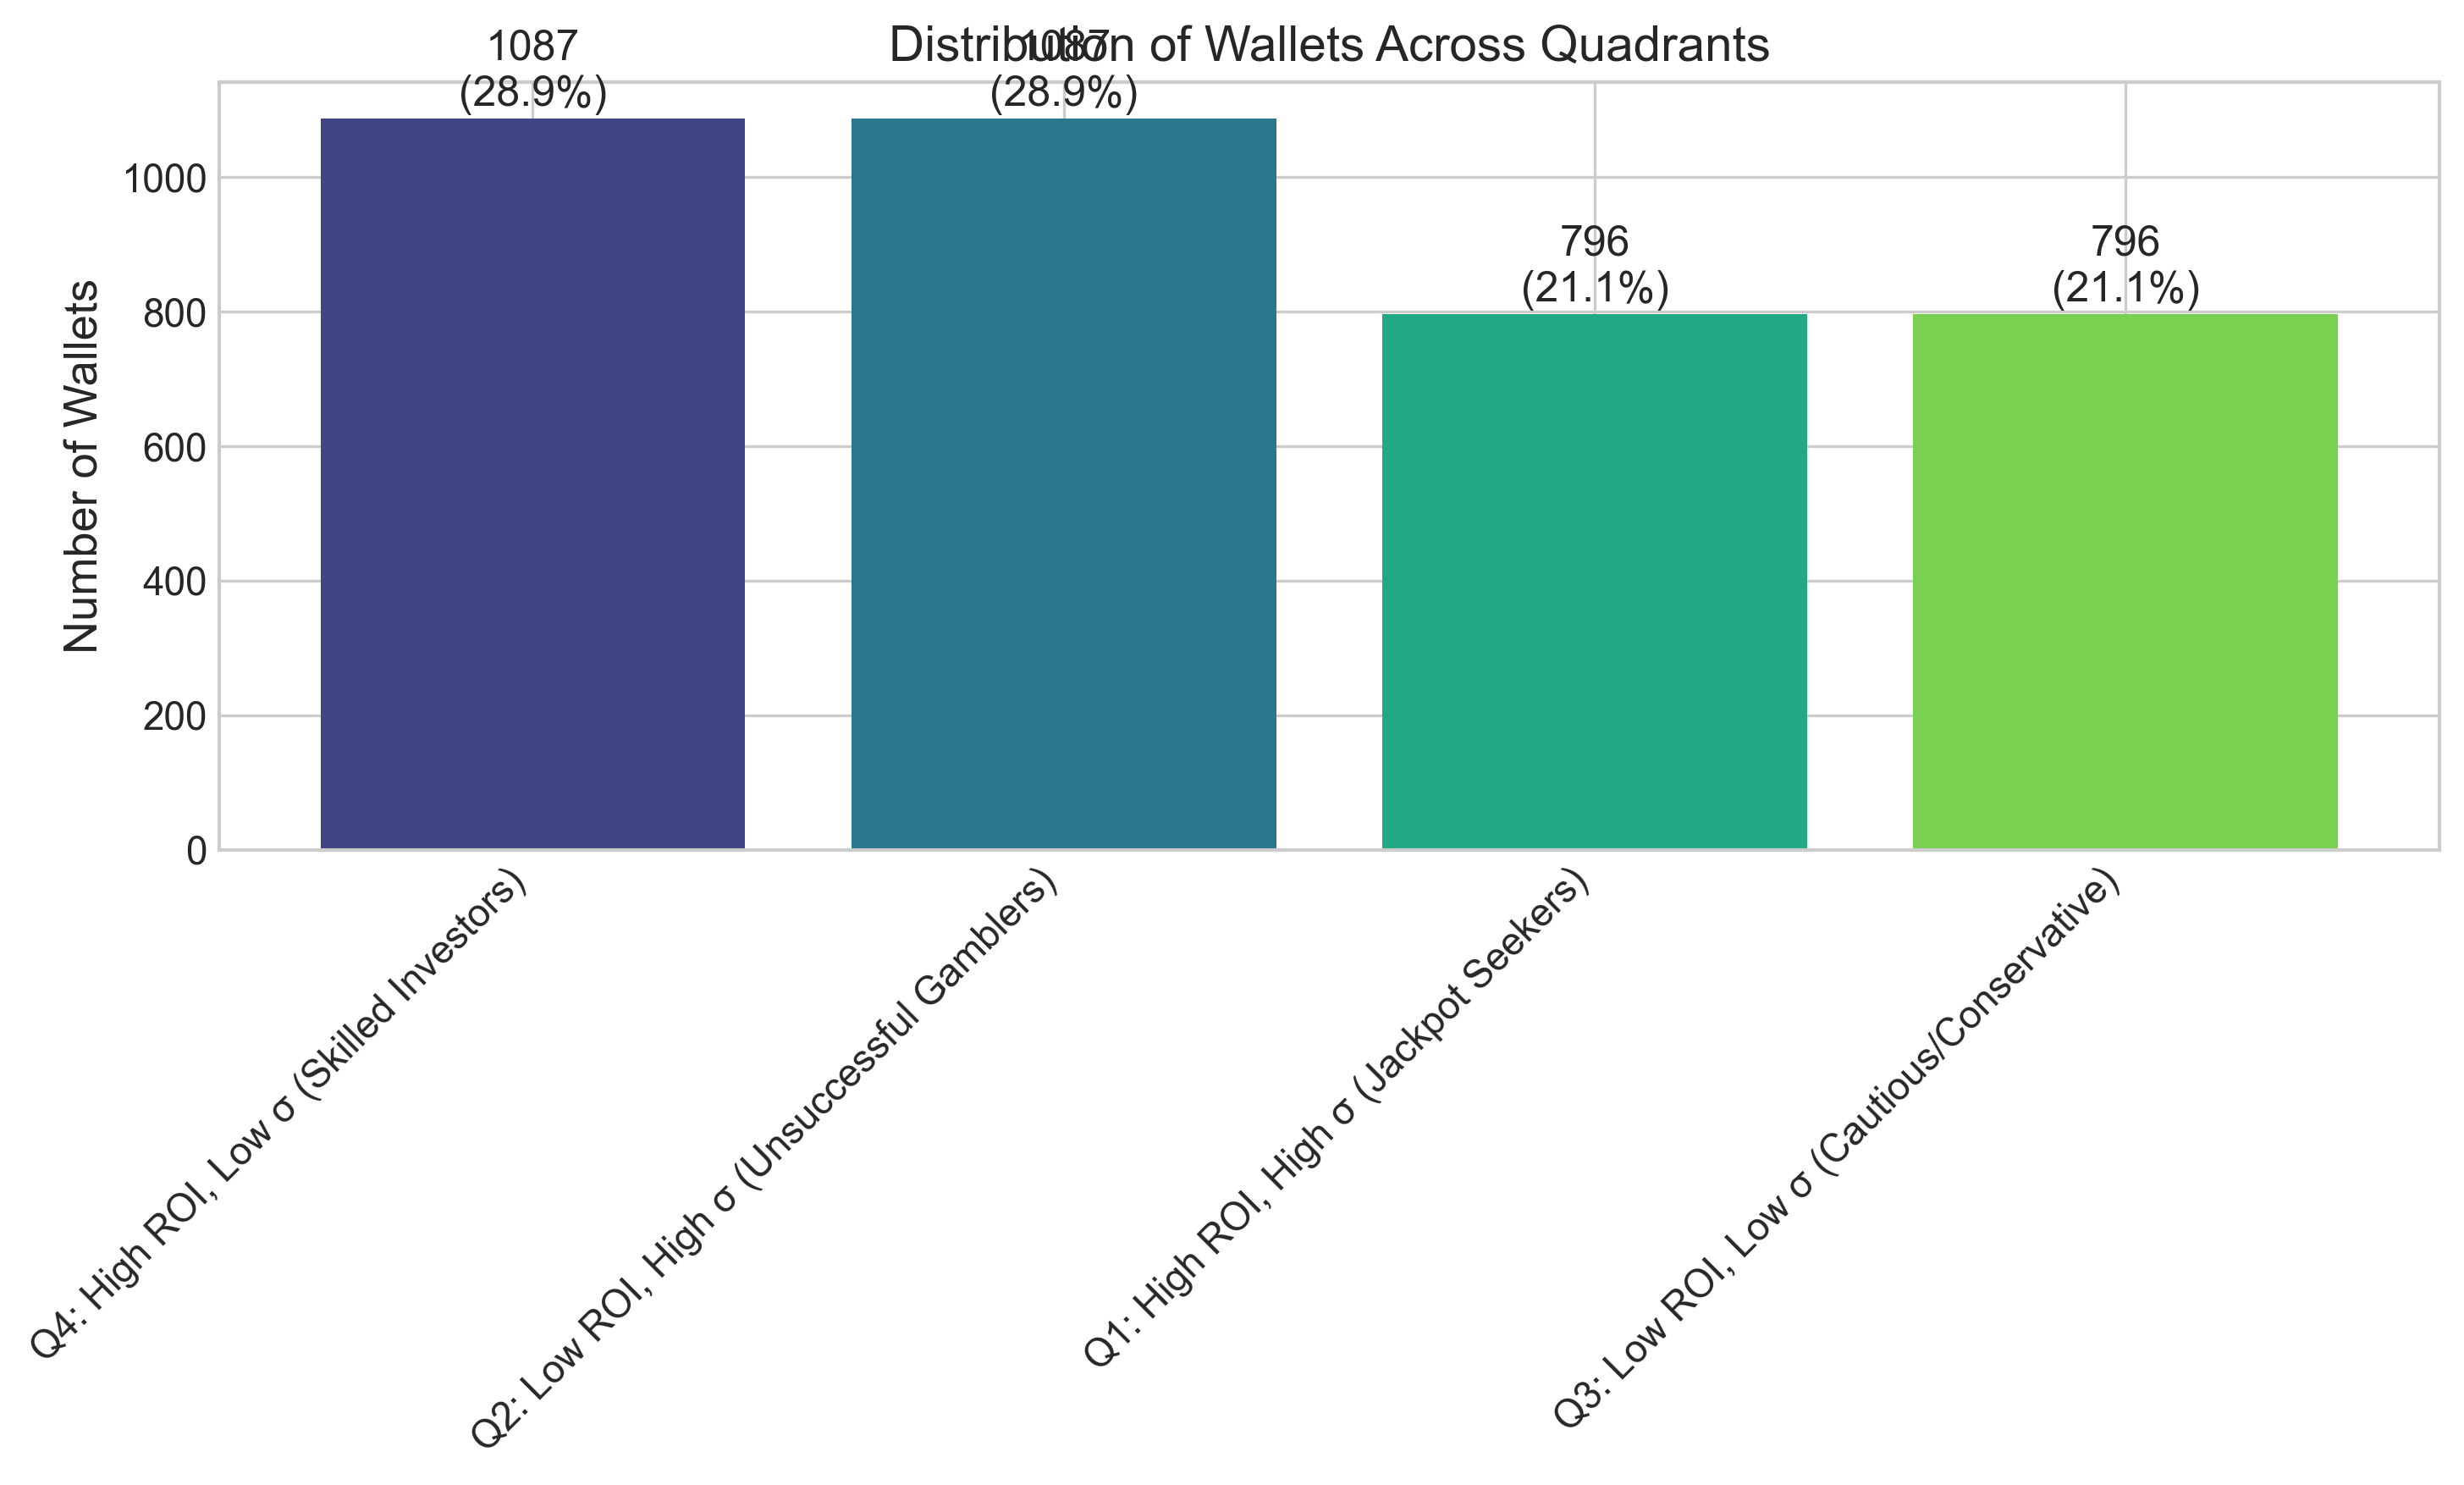 Distribution of Wallets Across Quadrants
1087
(28.9%)
1087
(28.9%)
796
(21.1%)
796
(21.1%)
Number of Wallets
1000
800
600
400
200
0
Q4: High ROI, Low σ (Skilled Investors)
Q2: Low ROI, High σ (Unsuccessful Gamblers)
Q1: High ROI, High σ (Jackpot Seekers)
Q3: Low ROI, Low σ (Cautious/Conservative)